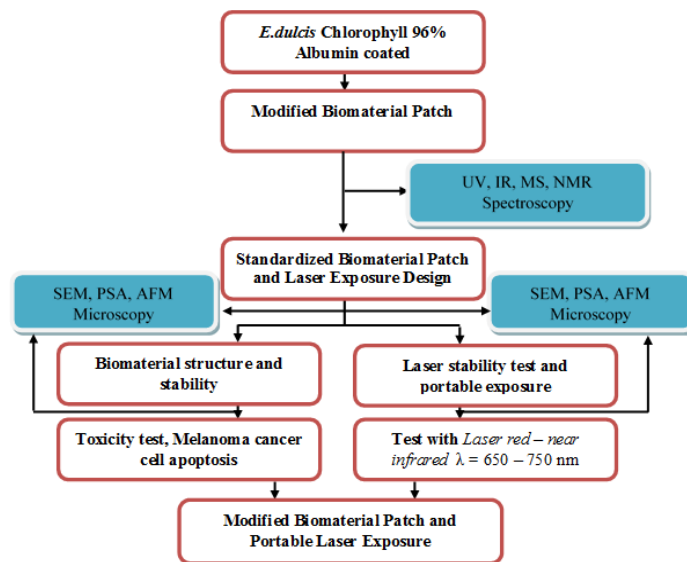 E.dulcis Chlorophyll 96%
Albumin coated
Modified Biomaterial Patch
UV, IR, MS, NMR
Spectroscopy
Standardized Biomaterial Patch
and Laser Exposure Design
SEM, PSA, AFM
Microscopy
SEM, PSA, AFM
Microscopy
Biomaterial structure and
stability
Laser stability test and
portable exposure
Toxicity test, Melanoma cancer
cell apoptosis
Test with Laser red – near
infrared λ = 650 – 750 nm
Modified Biomaterial Patch and
Portable Laser Exposure